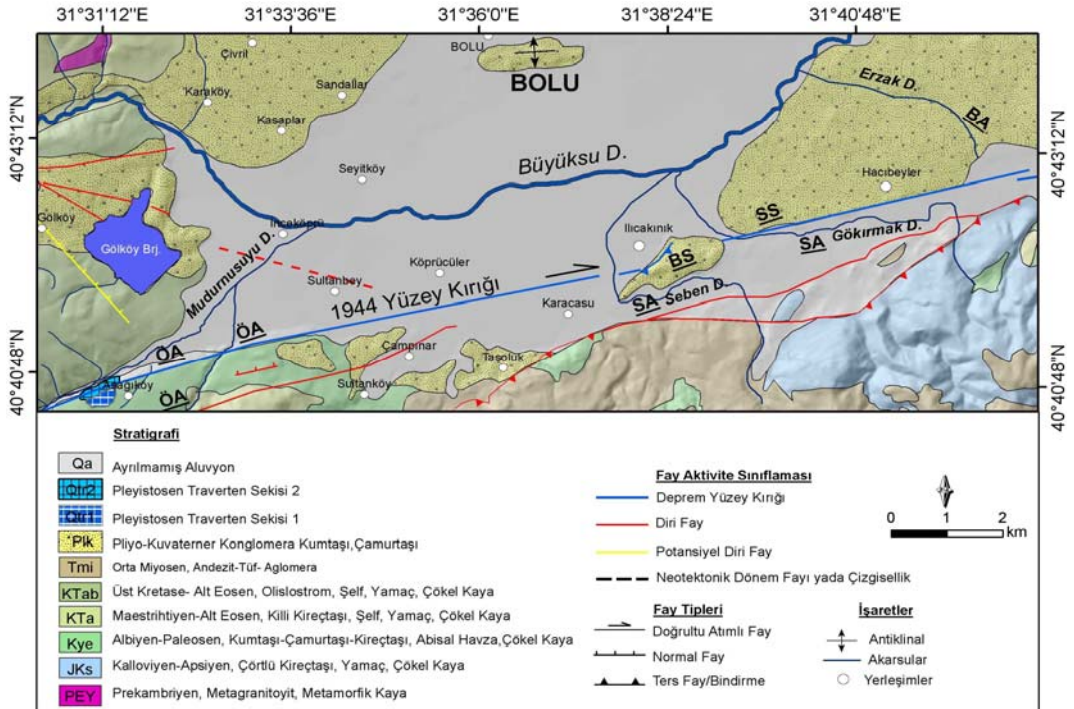 31°31'12"E
31°33'36"E
31°36'0"E
31°38'24"E
31°40'48"E
40°43'12"N
40°40'48"N
40°43'12"N
40°40'48"N
Çivril
BOLU
BOLU
Karaköy
Sandallar
Kasaplar
Erzak D.
BA
Büyüksu D.
Seyitköy
Hacıbeyler
Gölköy
Gölköy Brj.
İnceköprü
Mudurnusuyu D.
Ilıcakınık
SS
SA Gökırmak D.
BS
Köprücüler
Sultanbey
1944 Yüzey Kırığı
SA Seben D.
Karacasu
ÖA
ÖA
ÖA
Çampınar
Taşoluk
Aşağıköy
Sultanköy
Stratigrafi
Qa Ayrılmamış Aluvyon
Qtr2 Pleyistosen Traverten Sekisi 2
Qtr1 Pleyistosen Traverten Sekisi 1
Plk Pliyo-Kuvaterner Konglomera Kumtaşı,Çamurtaşı
Tmi Orta Miyosen, Andezit-Tüf- Aglomera
KTab Üst Kretase- Alt Eosen, Olislostrom, Şelf, Yamaç, Çökel Kaya
KTa Maestrihtiyen-Alt Eosen, Killi Kireçtaşı, Şelf, Yamaç, Çökel Kaya
Kye Albiyen-Paleosen, Kumtaşı-Çamurtaşı-Kireçtaşı, Abisal Havza,Çökel Kaya
JKs Kalloviyen-Apsiyen, Çörtlü Kireçtaşı, Yamaç, Çökel Kaya
PEY Prekambriyen, Metagranitoyit, Metamorfik Kaya
Fay Aktivite Sınıflaması
Deprem Yüzey Kırığı
Diri Fay
Potansiyel Diri Fay
Neotektonik Dönem Fayı yada Çizgisellik
Fay Tipleri
Doğrultu Atımlı Fay
Normal Fay
Ters Fay/Bindirme
0 1 2
km
İşaretler
Antiklinal
Akarsular
Yerleşimler